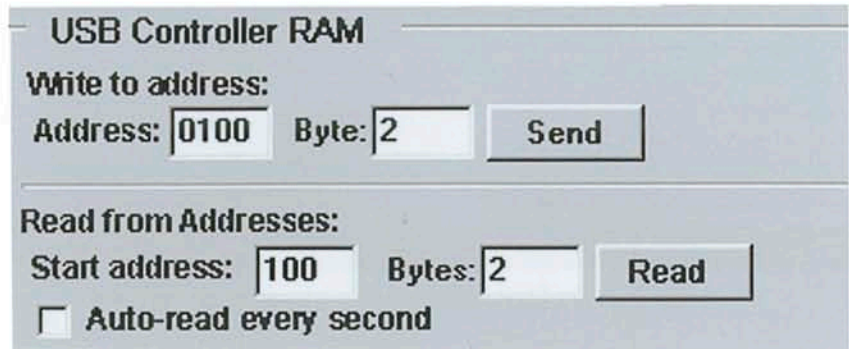 USB Controller RAM
Write to address:
Address: 0100 Byte: 2 Send
Read from Addresses:
Start address: 100 Bytes: 2 Read
Auto-read every second